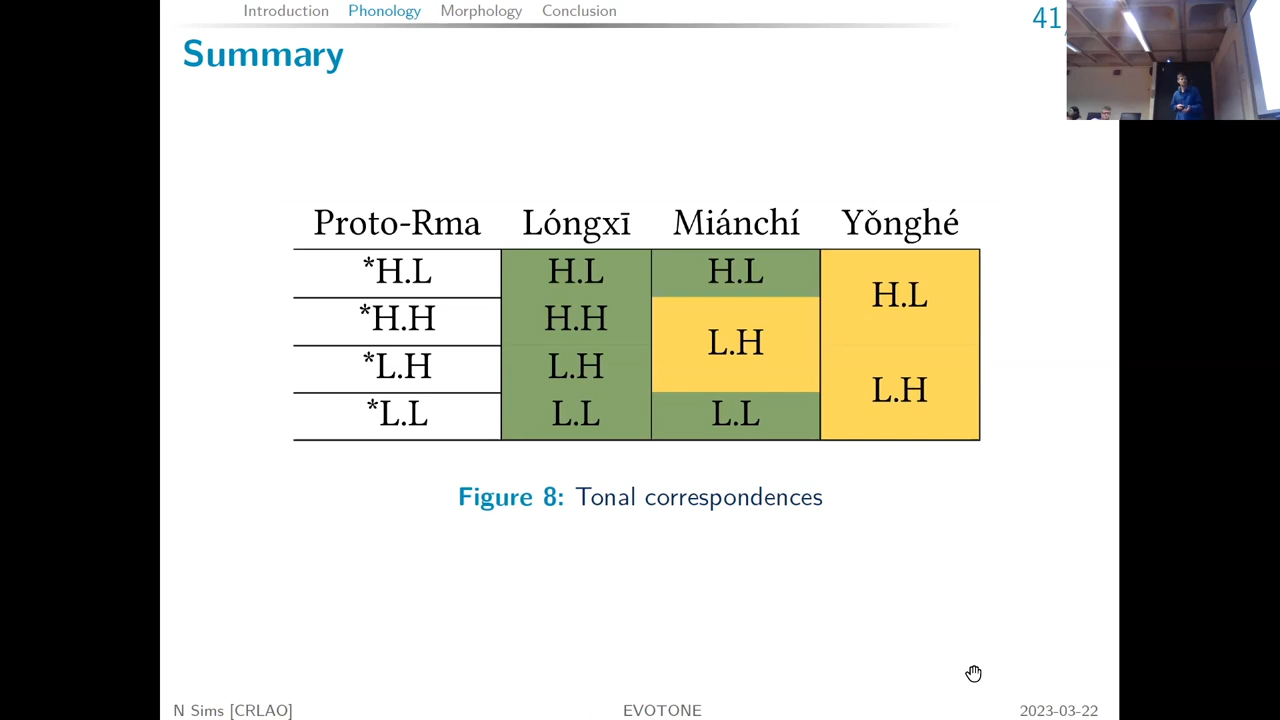 Introduction Phonology Morphology Conclusion
41
Summary
Proto-Rma Lóngxī Miánchí Yǒnghé
*H.L H.L H.L H.L
*H.H H.H L.H
*L.H L.H L.H
*L.L L.L L.L
Figure 8: Tonal correspondences
N Sims [CRLAO] EVOTONE 2023-03-22